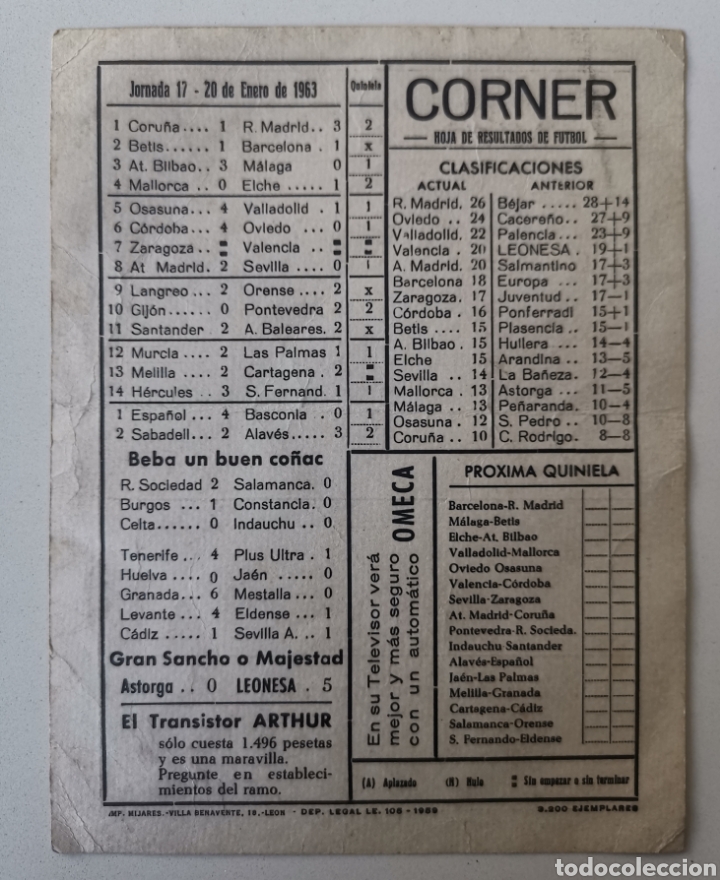 Jornada 17 - 20 de Enero de 1963
Quiniela
1 Coruña.... 1 R. Madrid.. 3 2
2 Betis...... 1 Barcelona . 1 x
3 At. Bilbao.. 3 Málaga 0 1
4 Mallorca .. 0 Elche ..... 1 2
5 Osasuna... 4 Valladolid . 1 1
6 Córdoba... 4 Oviedo .... 0 1
7 Zaragoza.. Valencia ..
8 At Madrid. 2 Sevilla .... 0 1
9 Langreo .. 2 Orense .... 2 x
10 Gijón ..... 0 Pontevedra 2 2
11 Santander 2 A. Baleares. 2 x
12 Murcia .... 2 Las Palmas 1 1
13 Melilla .... 2 Cartagena . 2
14 Hércules .. 3 S. Fernand. 1 1
1 Español .. 4 Basconia .. 0 1
2 Sabadell.. 2 Alavés..... 3 2
Beba un buen coñac
R. Sociedad 2 Salamanca. 0
Burgos ... 1 Constancia. 0
Celta..... 0 Indauchu .. 0
Tenerife .. 4 Plus Ultra . 1
Huelva .... 0 Jaén ...... 0
Granada... 6 Mestalla ... 0
Levante ... 4 Eldense ... 1
Cádiz ..... 1 Sevilla A. .. 1
Gran Sancho o Majestad
Astorga .. 0 LEONESA . 5
El Transistor ARTHUR
sólo cuesta 1.496 pesetas
y es una maravilla.
Pregunte en estableci-
mientos del ramo.
CORNER
HOJA DE RESULTADOS DE FUTBOL
CLASIFICACIONES
ACTUAL ANTERIOR
R. Madrid. 26 Béjar ..... 28+14
Oviedo ... 24 Cacereño.. 27+9
Valladolid. 22 Palencia ... 23+9
Valencia . 20 LEONESA . 19-1
A. Madrid. 20 Salmantino 17+3
Barcelona 18 Europa ... 17+3
Zaragoza. 17 Juventud .. 17-1
Córdoba . 16 Ponferradi 15+1
Betis .... 15 Plasencia.. 15-1
A. Bilbao . 15 Hullera ... 14-4
Elche 15 Arandina .. 13-5
Sevilla .. 14 La Bañeza. 12-4
Mallorca . 13 Astorga ... 11-5
Málaga .. 13 Peñaranda. 10-4
Osasuna . 12 S. Pedro .. 10-8
Coruña .. 10 C. Rodrigo. 8-8
En su Televisor verá
mejor y más seguro
con un automático
OMECA
PROXIMA QUINIELA
Barcelona-R. Madrid
Málaga-Betis
Elche-At. Bilbao
Valladolid-Mallorca
Oviedo Osasuna
Valencia-Córdoba
Sevilla-Zaragoza
At. Madrid-Coruña
Pontevedra-R. Socieda.
Indauchu-Santander
Alavés-Español
Jaén-Las Palmas
Melilla-Granada
Cartagena-Cádiz
Salamanca-Orense
S. Fernando-Eldense
(A) Aplazado (N) Nulo Sin empezar o sin terminar
IMP. MIJARES.-VILLA BENAVENTE, 19.-LEON - DEP. LEGAL LE. 106 - 1959 9.200 EJEMPLARES
todocoleccion